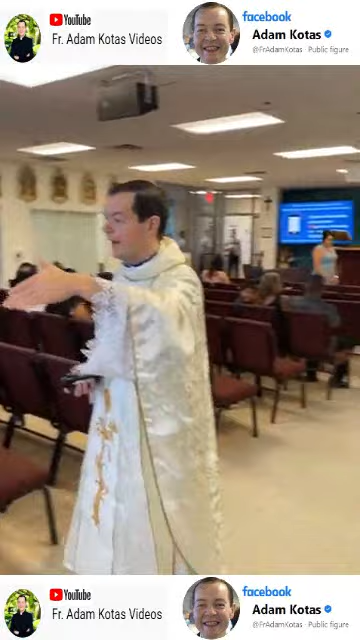 YouTube
Fr. Adam Kotas Videos
facebook
Adam Kotas
@FrAdamKotas · Public figure
YouTube
Fr. Adam Kotas Videos
facebook
Adam Kotas
@FrAdamKotas · Public figure